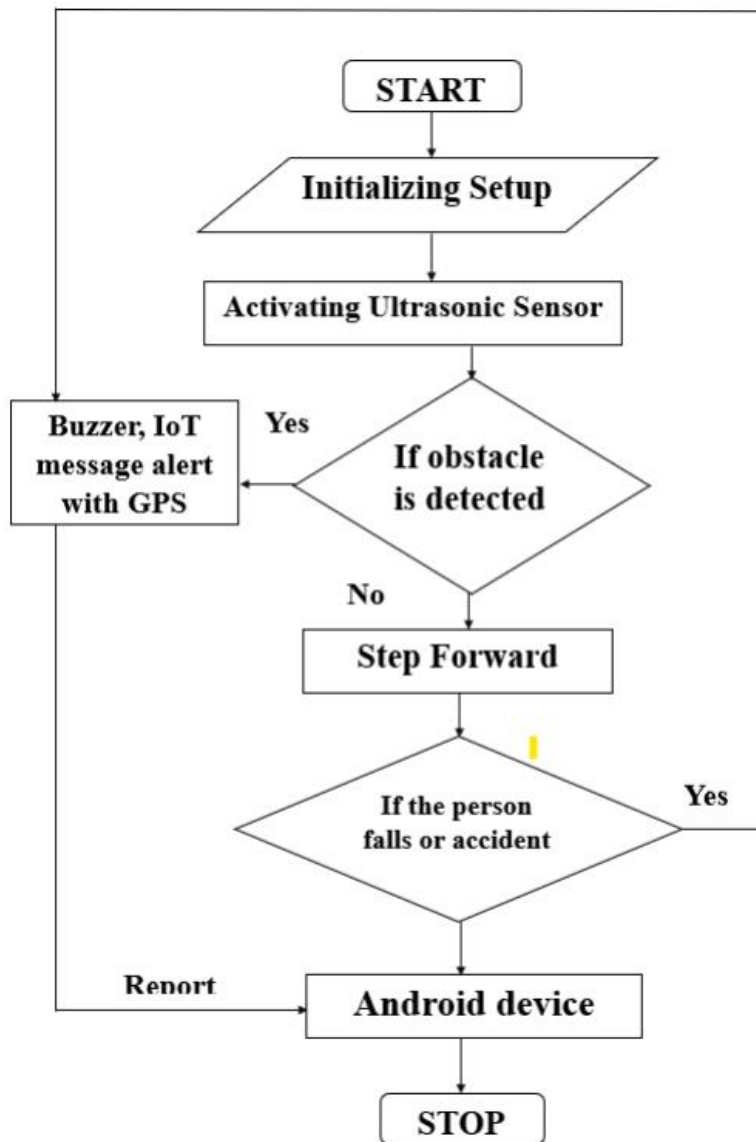 START
Initializing Setup
Activating Ultrasonic Sensor
Yes
Buzzer, IoT
message alert
with GPS
If obstacle
is detected
No
Step Forward
If the person
falls or accident
Yes
Report
Android device
STOP